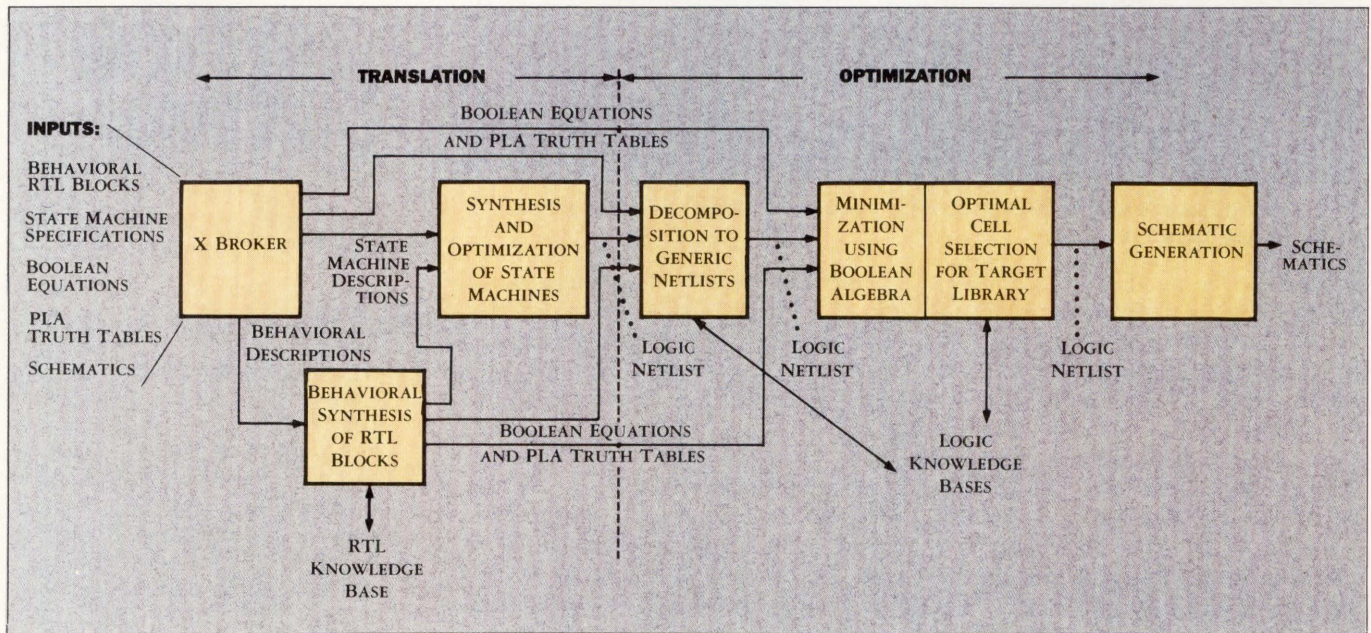 TRANSLATION
OPTIMIZATION
BOOLEAN EQUATIONS
AND PLA TRUTH TABLES
INPUTS:
BEHAVIORAL
RTL BLOCKS
STATE MACHINE
SPECIFICATIONS
BOOLEAN
EQUATIONS
PLA
TRUTH TABLES
SCHEMATICS
X BROKER
STATE
MACHINE
DESCRIP-
TIONS
SYNTHESIS
AND
OPTIMIZATION
OF STATE
MACHINES
DECOMPO-
SITION TO
GENERIC
NETLISTS
MINIMI-
ZATION
USING
BOOLEAN
ALGEBRA
OPTIMAL
CELL
SELECTION
FOR TARGET
LIBRARY
SCHEMATIC
GENERATION
SCHE-
MATICS
BEHAVIORAL
DESCRIPTIONS
LOGIC
NETLIST
LOGIC
NETLIST
LOGIC
NETLIST
BEHAVIORAL
SYNTHESIS
OF RTL
BLOCKS
BOOLEAN EQUATIONS
AND PLA TRUTH TABLES
LOGIC
KNOWLEDGE
BASES
RTL
KNOWLEDGE
BASE